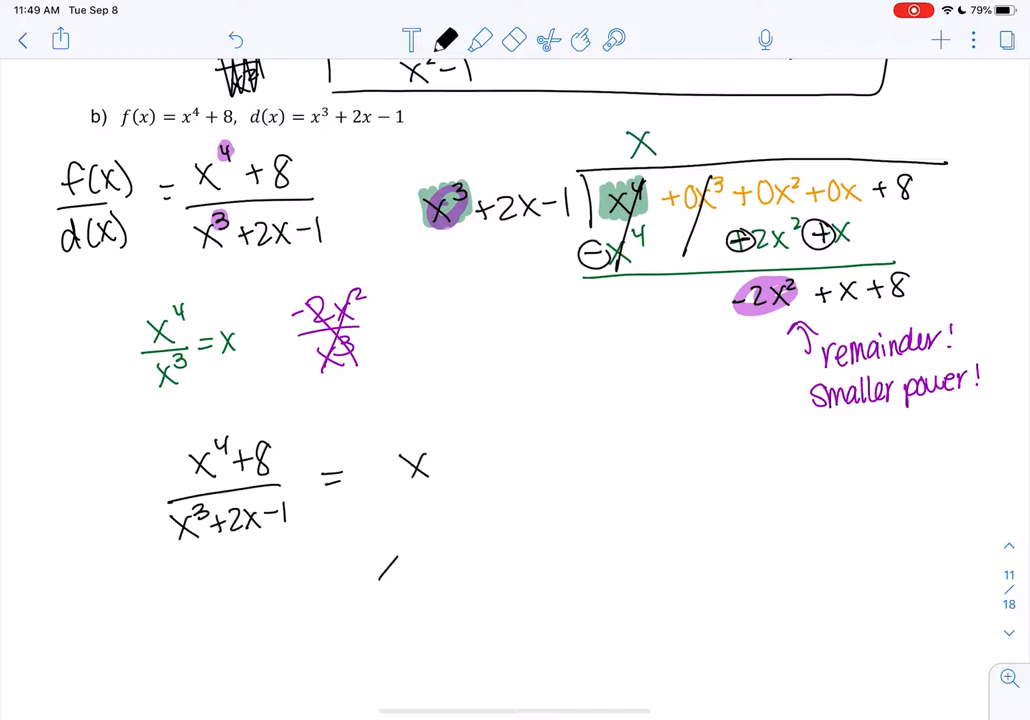 11:49 AM Tue Sep 8
79%
T
x² − 1
b) f(x) = x⁴ + 8, d(x) = x³ + 2x − 1
f(x)/d(x) = (x⁴ + 8)/(x³ + 2x − 1)
x
x³ + 2x − 1 ) x⁴ + 0x³ + 0x² + 0x + 8
− x⁴ + 2x² + x
−2x² + x + 8
remainder!
smaller power!
x⁴/x³ = x
−2x²/x³
(x⁴ + 8)/(x³ + 2x − 1) = x
11
/
18